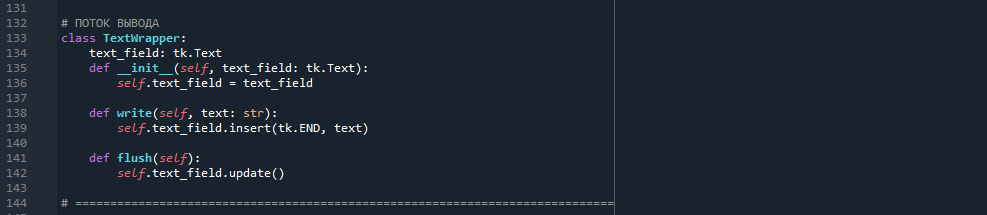 131
132 # ПОТОК ВЫВОДА
133 class TextWrapper:
134     text_field: tk.Text
135     def __init__(self, text_field: tk.Text):
136         self.text_field = text_field
137
138     def write(self, text: str):
139         self.text_field.insert(tk.END, text)
140
141     def flush(self):
142         self.text_field.update()
143
144 # =============================================================================